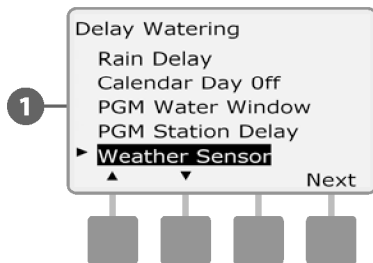 Delay Watering
Rain Delay
Calendar Day Off
PGM Water Window
1
PGM Station Delay
► Weather Sensor
▲ ▼
Next